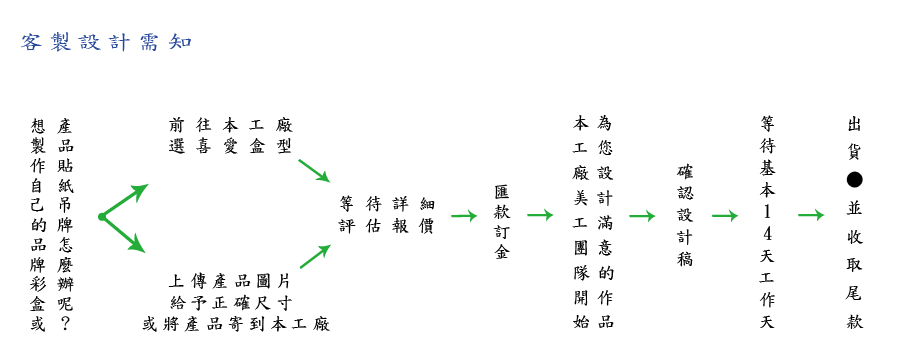 客製設計需知
想製作自己的品牌彩盒或
產品貼紙吊牌怎麼辦呢？
前往本工廠
選喜愛盒型
上傳產品圖片
給予正確尺寸
或將產品寄到本工廠
等待詳細
評估報價
匯款訂金
本工廠美工團隊開始
為您設計滿意的作品
確認設計稿
等待基本14天工作天
出貨●並收取尾款